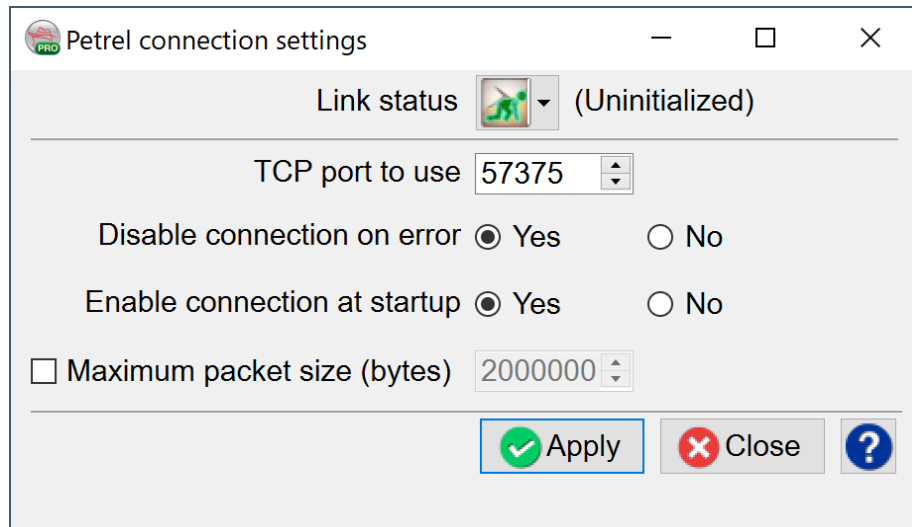 PRO Petrel connection settings
Link status (Uninitialized)
TCP port to use 57375
Disable connection on error Yes No
Enable connection at startup Yes No
Maximum packet size (bytes) 2000000
Apply Close ?